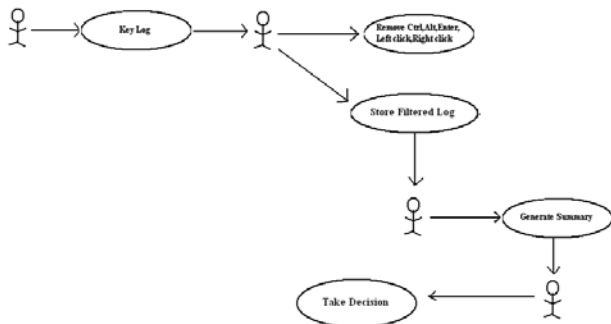 Key Log
Remove Ctrl,Alt,Enter,
Left click,Right click
Store Filtered Log
Generate Summary
Take Decision